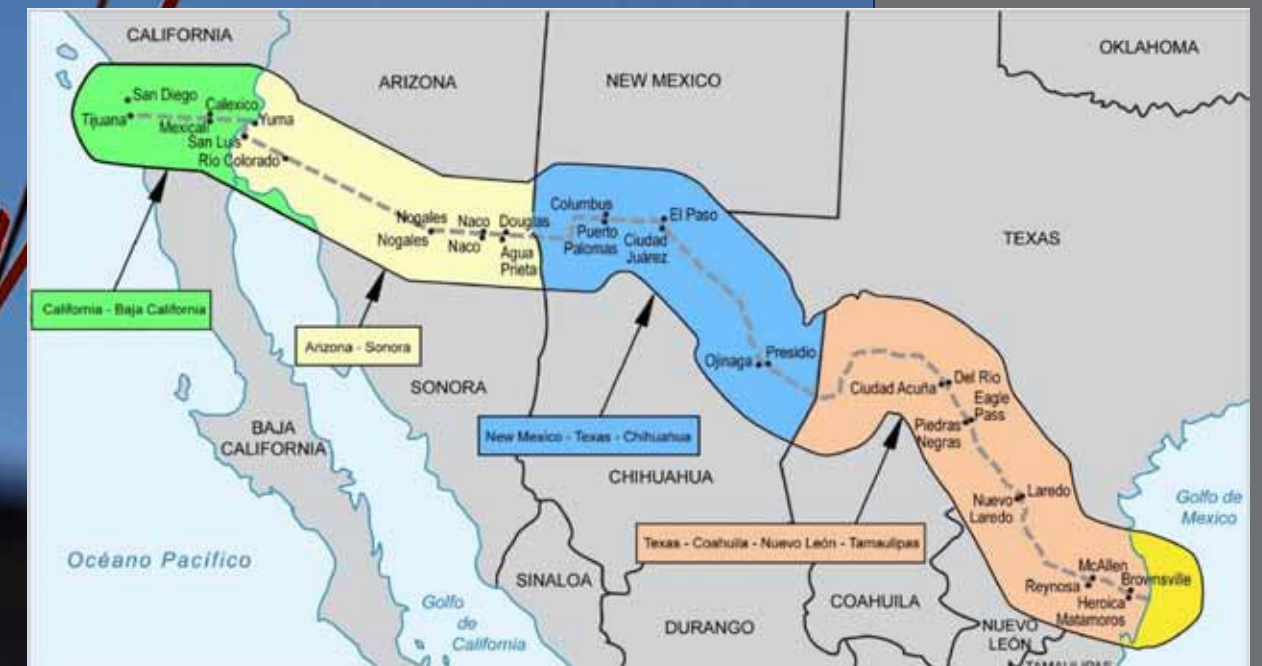 CALIFORNIA
ARIZONA
NEW MEXICO
OKLAHOMA
San Diego
Tijuana
Calexico
Mexicali
Yuma
San Luis
Río Colorado
Nogales
Nogales
Naco
Naco
Douglas
Agua
Prieta
Columbus
Puerto
Palomas
El Paso
Ciudad
Juárez
TEXAS
California - Baja California
Arizona - Sonora
SONORA
BAJA
CALIFORNIA
Ojinaga
Presidio
New Mexico - Texas - Chihuahua
CHIHUAHUA
Ciudad Acuña
Del Rio
Eagle
Pass
Piedras
Negras
Nuevo
Laredo
Laredo
Golfo de
Mexico
Texas - Coahuila - Nuevo León - Tamaulipas
Océano Pacífico
SINALOA
Golfo
de
California
DURANGO
COAHUILA
McAllen
Reynosa
Brownsville
Heroica
Matamoros
NUEVO
LEÓN
TAMAULIPAS